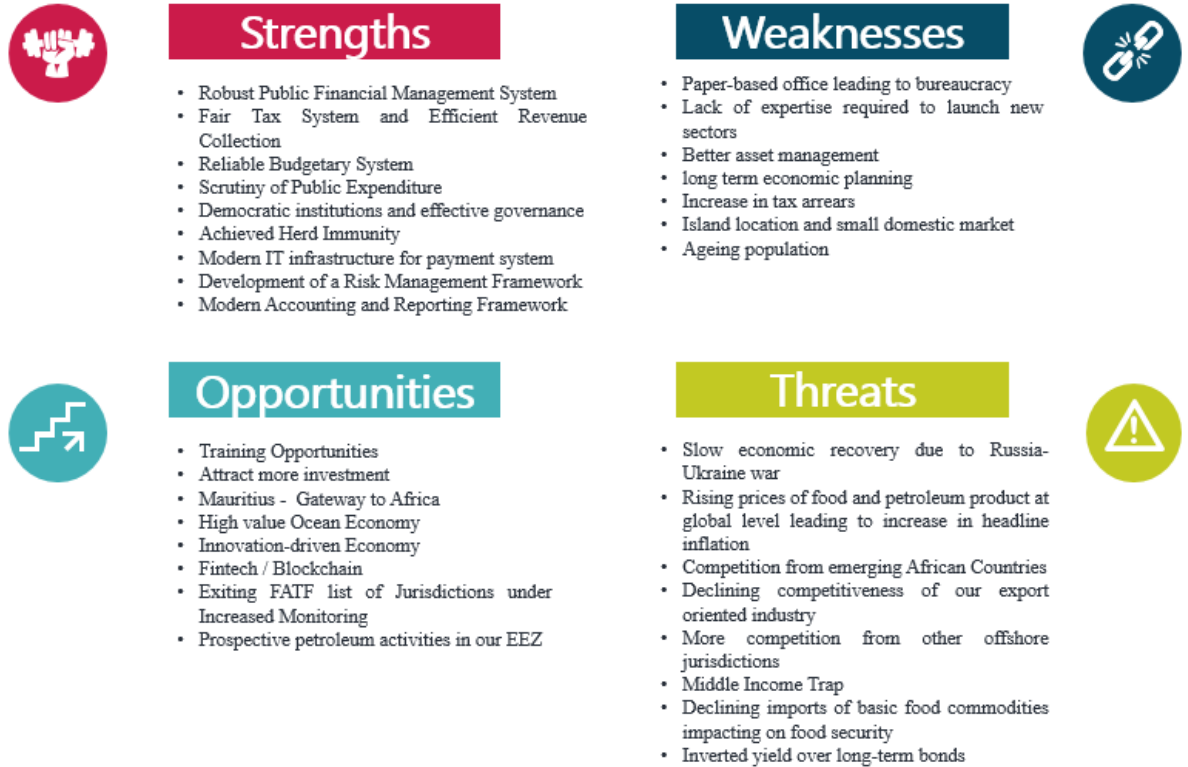 Strengths
• Robust Public Financial Management System
• Fair Tax System and Efficient Revenue
Collection
• Reliable Budgetary System
• Scrutiny of Public Expenditure
• Democratic institutions and effective governance
• Achieved Herd Immunity
• Modern IT infrastructure for payment system
• Development of a Risk Management Framework
• Modern Accounting and Reporting Framework
Weaknesses
• Paper-based office leading to bureaucracy
• Lack of expertise required to launch new
sectors
• Better asset management
• long term economic planning
• Increase in tax arrears
• Island location and small domestic market
• Ageing population
Opportunities
• Training Opportunities
• Attract more investment
• Mauritius - Gateway to Africa
• High value Ocean Economy
• Innovation-driven Economy
• Fintech / Blockchain
• Exiting FATF list of Jurisdictions under
Increased Monitoring
• Prospective petroleum activities in our EEZ
Threats
• Slow economic recovery due to Russia-
Ukraine war
• Rising prices of food and petroleum product at
global level leading to increase in headline
inflation
• Competition from emerging African Countries
• Declining competitiveness of our export
oriented industry
• More competition from other offshore
jurisdictions
• Middle Income Trap
• Declining imports of basic food commodities
impacting on food security
• Inverted yield over long-term bonds